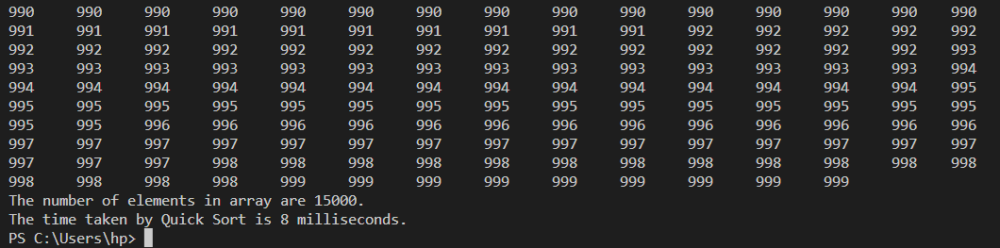 990 990 990 990 990 990 990 990 990 990 990 990 990 990 990
991 991 991 991 991 991 991 991 991 991 992 992 992 992 992
992 992 992 992 992 992 992 992 992 992 992 992 992 992 993
993 993 993 993 993 993 993 993 993 993 993 993 993 993 994
994 994 994 994 994 994 994 994 994 994 994 994 994 994 995
995 995 995 995 995 995 995 995 995 995 995 995 995 995 995
995 995 996 996 996 996 996 996 996 996 996 996 996 996 996
997 997 997 997 997 997 997 997 997 997 997 997 997 997 997
997 997 997 998 998 998 998 998 998 998 998 998 998 998 998
998 998 998 998 999 999 999 999 999 999 999 999 999
The number of elements in array are 15000.
The time taken by Quick Sort is 8 milliseconds.
PS C:\Users\hp>